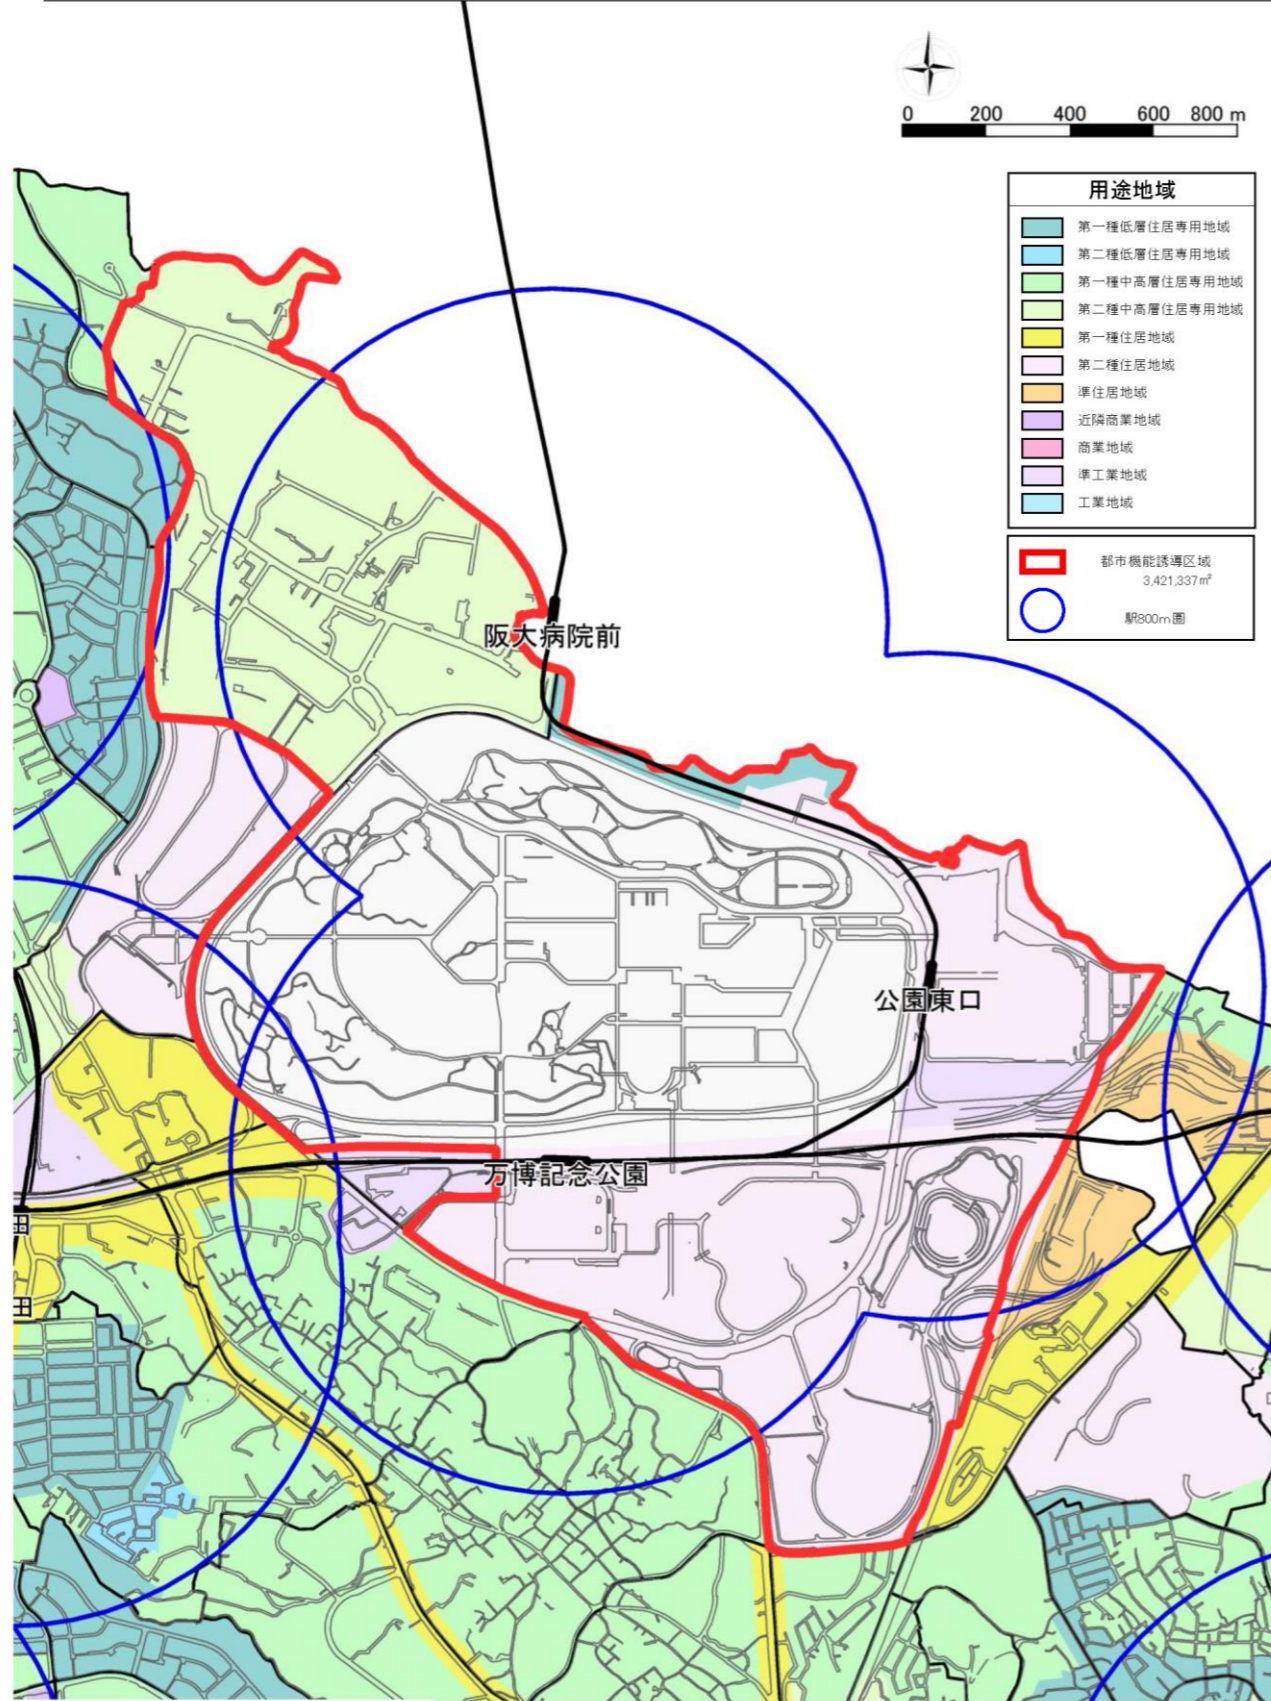 0 200 400 600 800 m
用途地域
第一種低層住居専用地域
第二種低層住居専用地域
第一種中高層住居専用地域
第二種中高層住居専用地域
第一種住居地域
第二種住居地域
準住居地域
近隣商業地域
商業地域
準工業地域
工業地域
都市機能誘導区域
3,421,337㎡
駅800m圏
阪大病院前
公園東口
万博記念公園
田
田